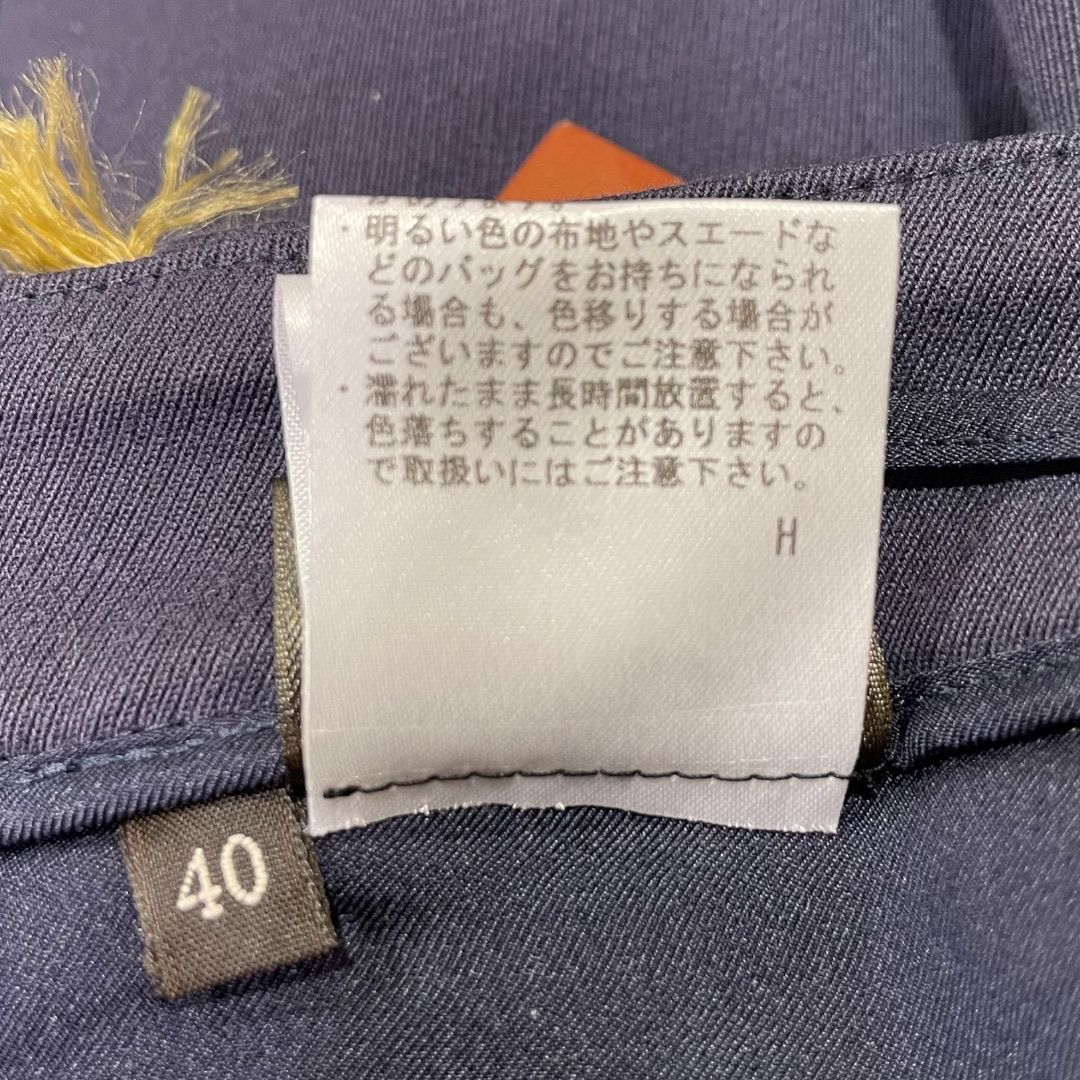 ・明るい色の布地やスエードな
どのバッグをお持ちになられ
る場合も、色移りする場合が
ございますのでご注意下さい。
・濡れたまま長時間放置すると、
色落ちすることがありますの
で取扱いにはご注意下さい。
H
40